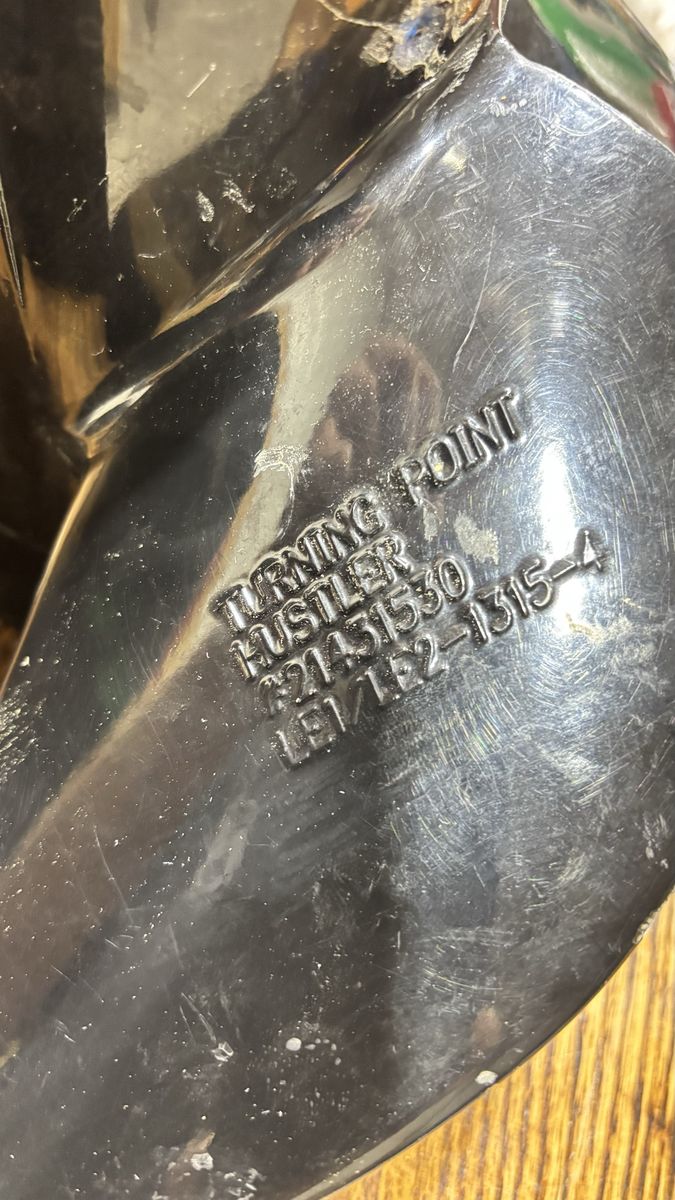 TURNING POINT
HUSTLER
#21431530
LE1/LE2-1315-4